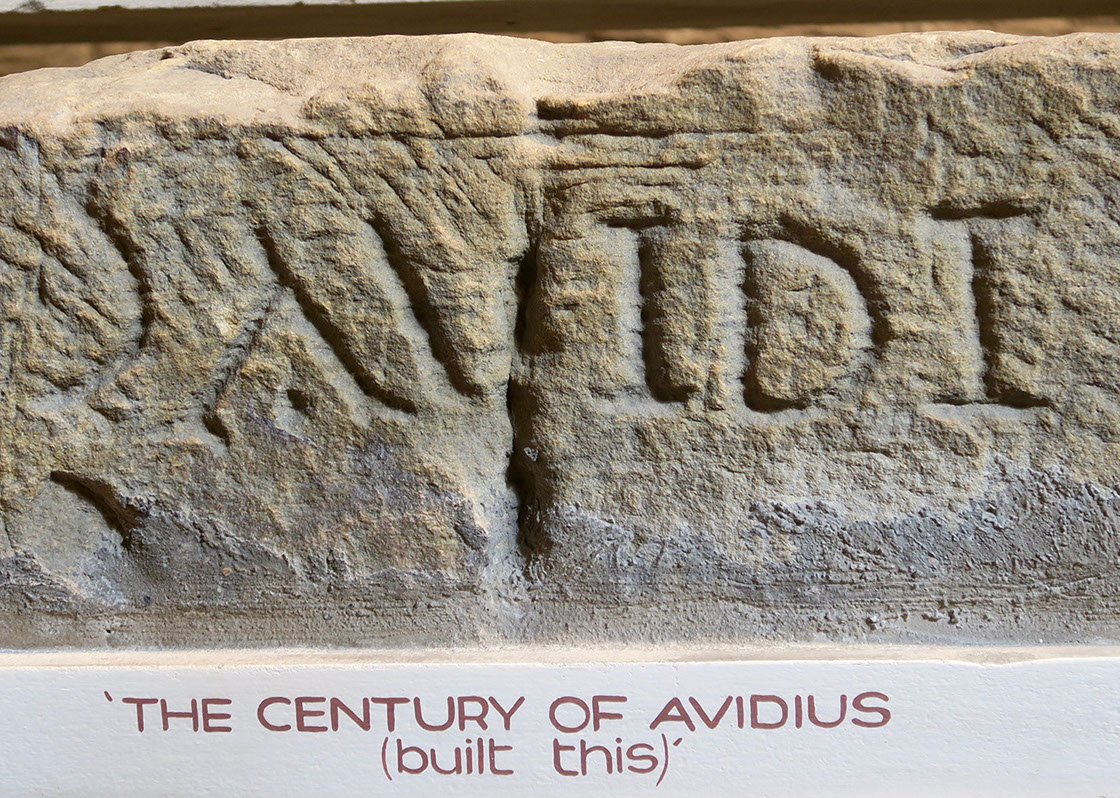 AVIDI
'THE CENTURY OF AVIDIUS
(built this)'